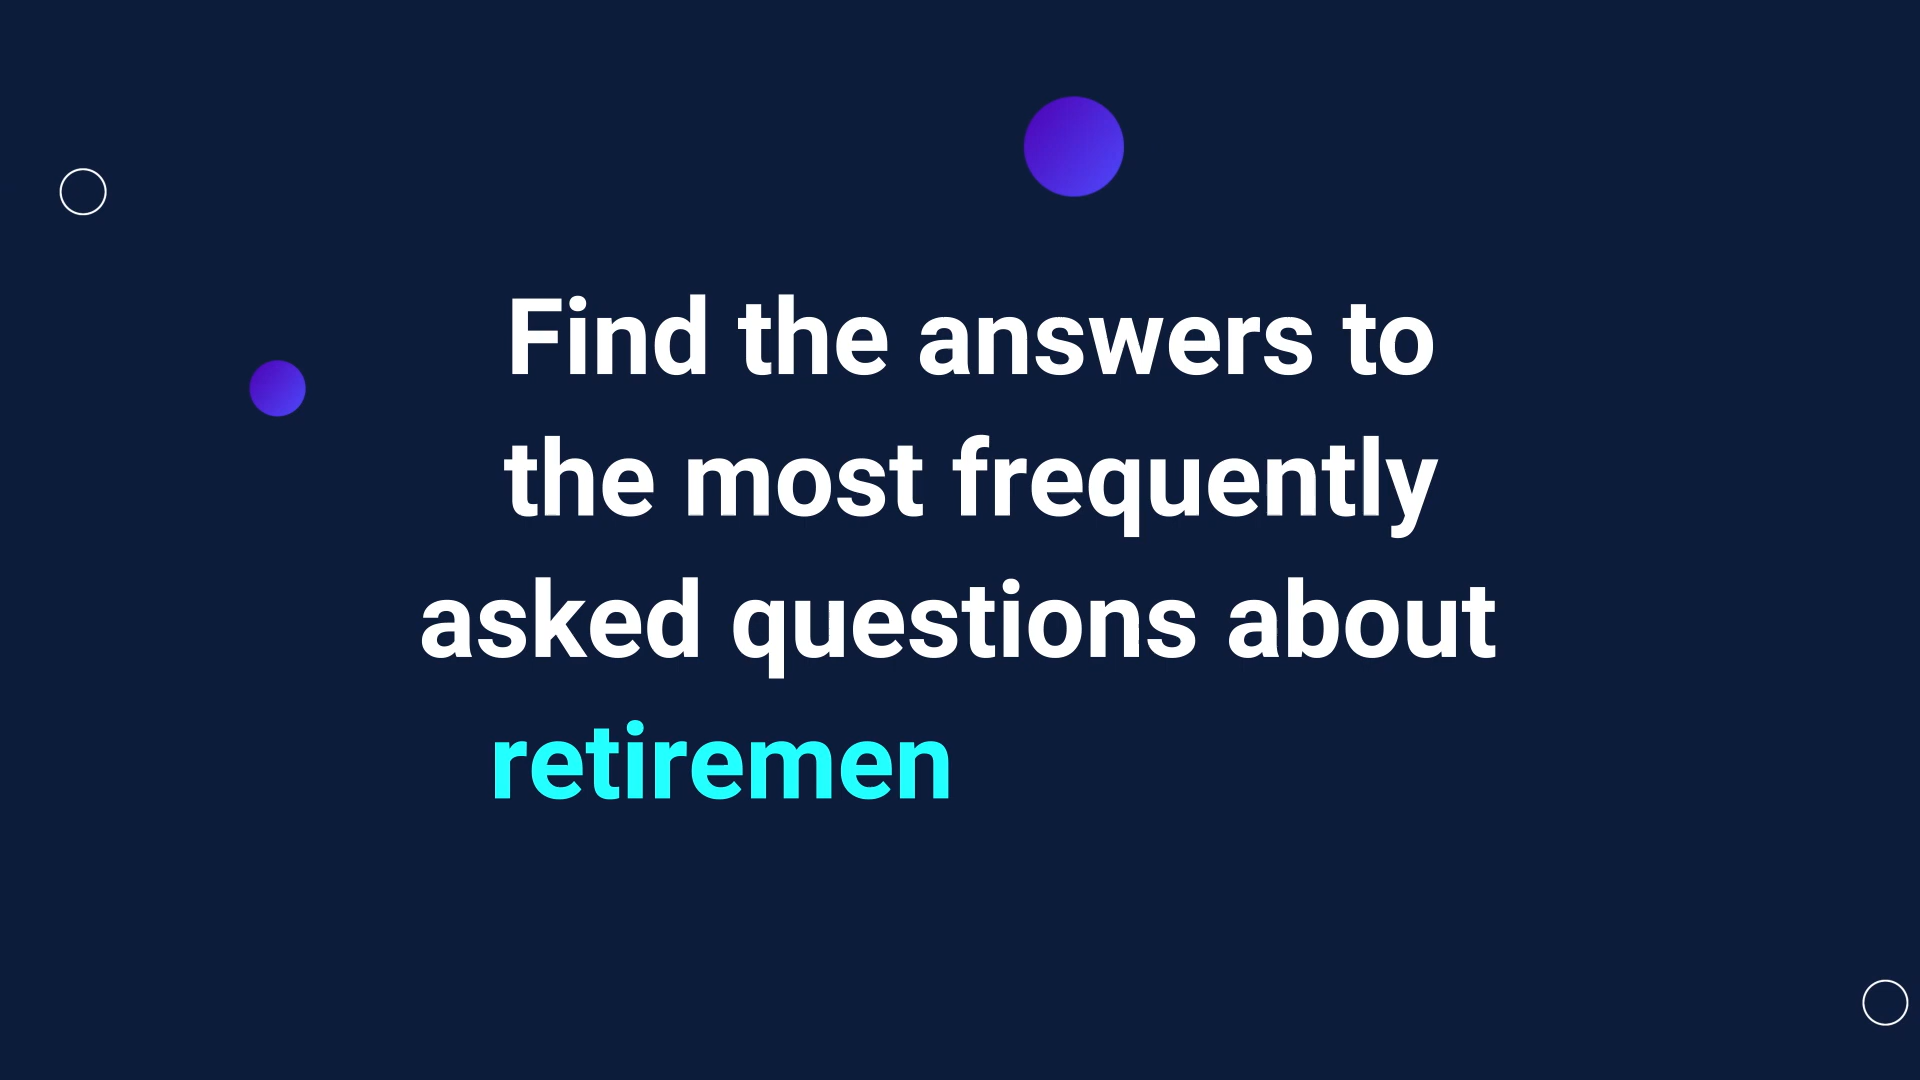 Find the answers to
the most frequently
asked questions about
retiremen